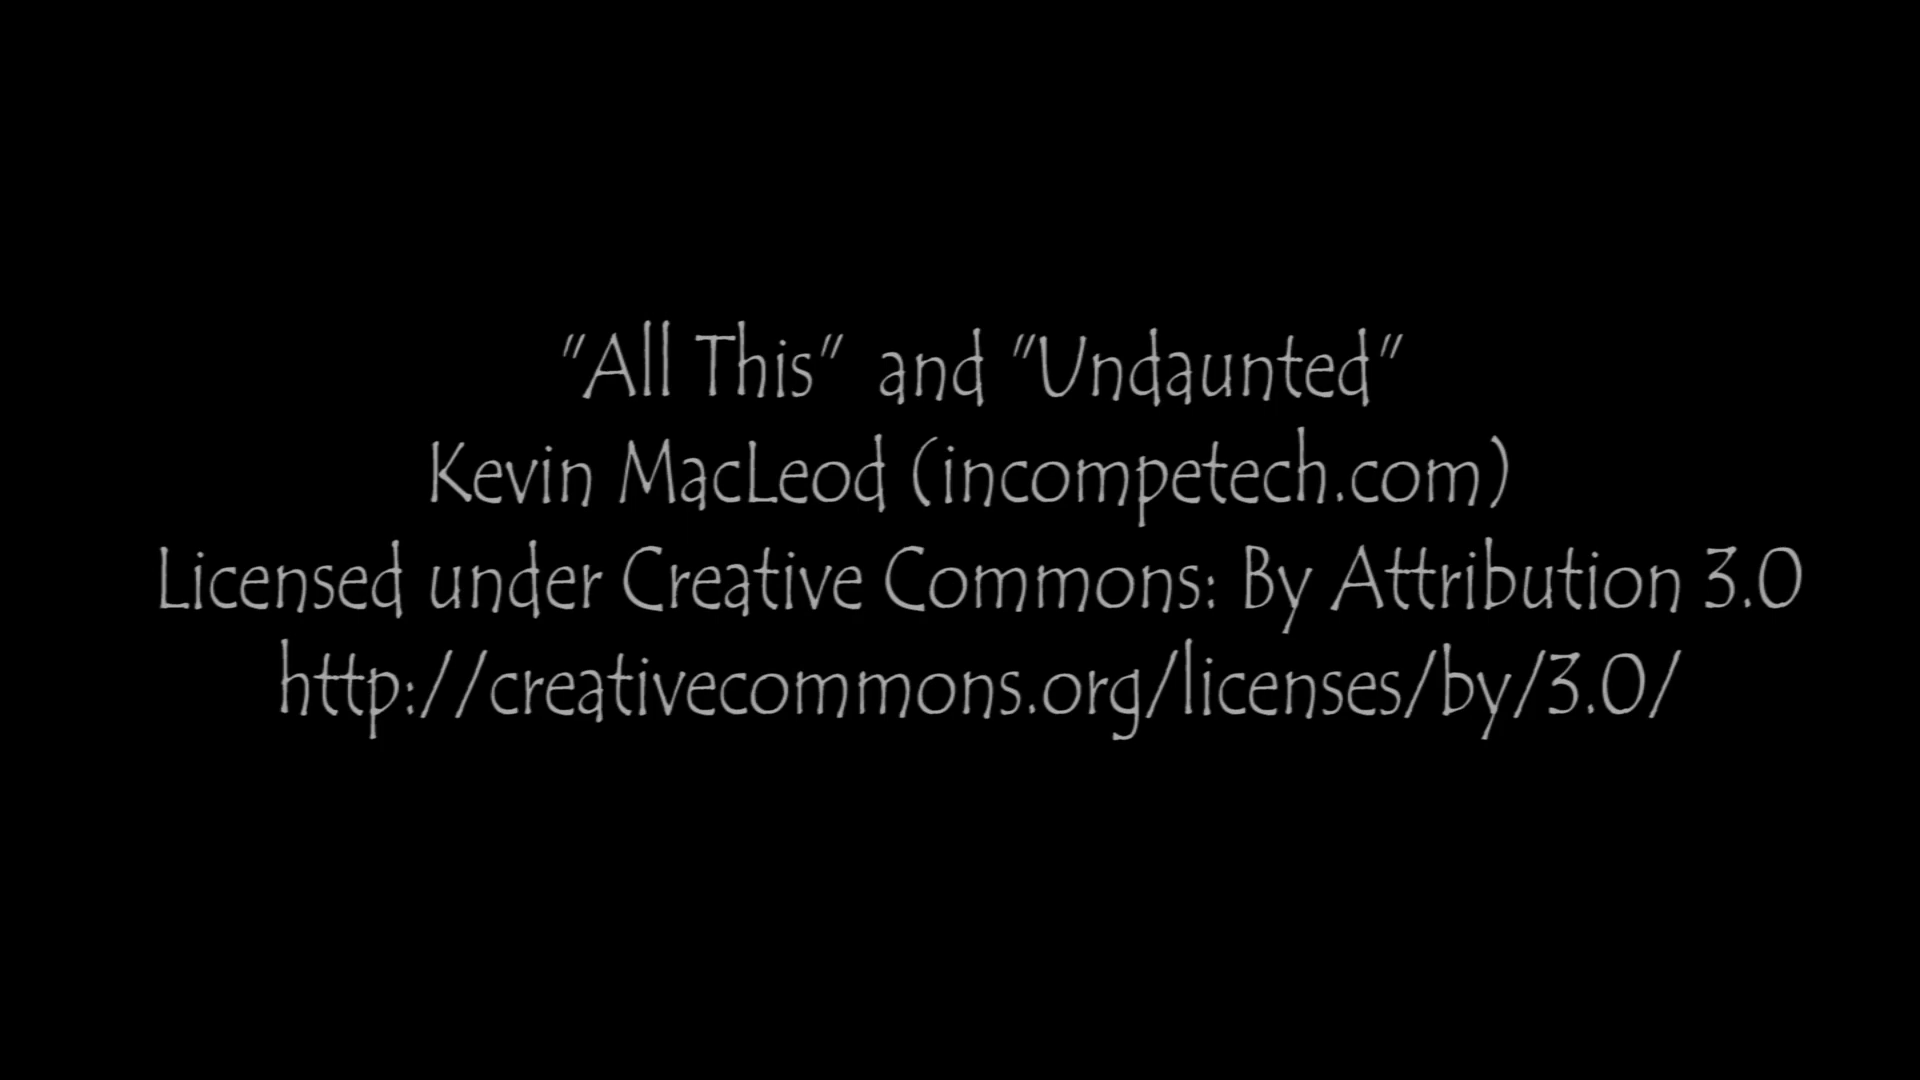 "All This" and "Undaunted"
Kevin MacLeod (incompetech.com)
Licensed under Creative Commons: By Attribution 3.0
http://creativecommons.org/licenses/by/3.0/